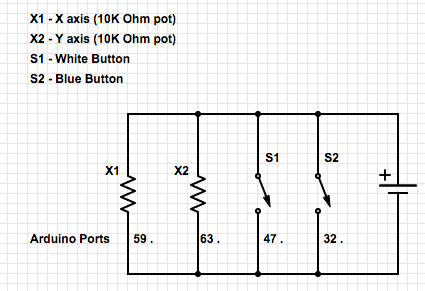 X1 - X axis (10K Ohm pot)
X2 - Y axis (10K Ohm pot)
S1 - White Button
S2 - Blue Button
S1 S2
X1 X2 +
Arduino Ports 59 . 63 . 47 . 32 .